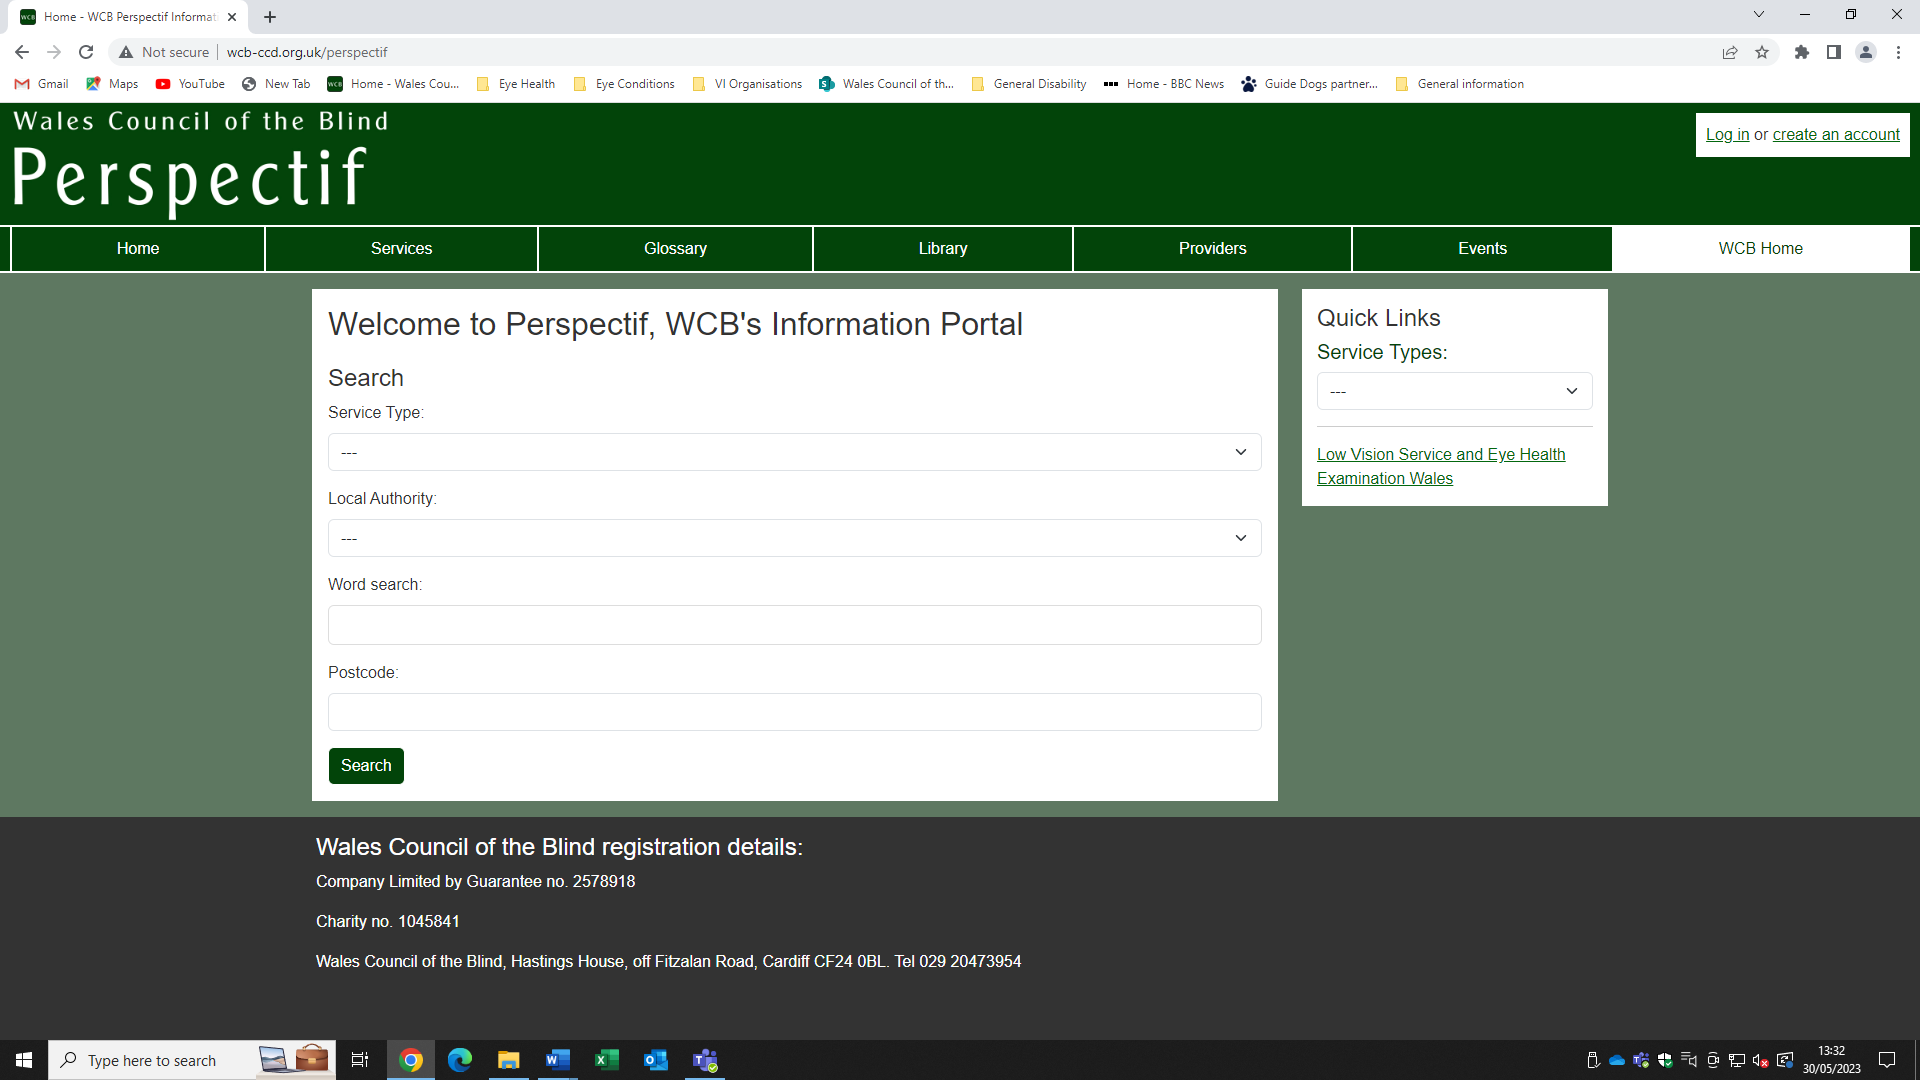 Home - WCB Perspectif Informat
Not secure
wcb-ccd.org.uk/perspectif
Gmail
Maps
YouTube
New Tab
WCB
Home - Wales Cou...
Eye Health
Eye Conditions
VI Organisations
Wales Council of th...
General Disability
Home - BBC News
Guide Dogs partner...
General information
Wales Council of the Blind
Perspectif
Log in or create an account
Home
Services
Glossary
Library
Providers
Events
WCB Home
Welcome to Perspectif, WCB's Information Portal
Search
Service Type:
---
Local Authority:
---
Word search:
Postcode:
Search
Quick Links
Service Types:
---
Low Vision Service and Eye Health
Examination Wales
Wales Council of the Blind registration details:
Company Limited by Guarantee no. 2578918
Charity no. 1045841
Wales Council of the Blind, Hastings House, off Fitzalan Road, Cardiff CF24 0BL. Tel 029 20473954
Type here to search
13:32
30/05/2023